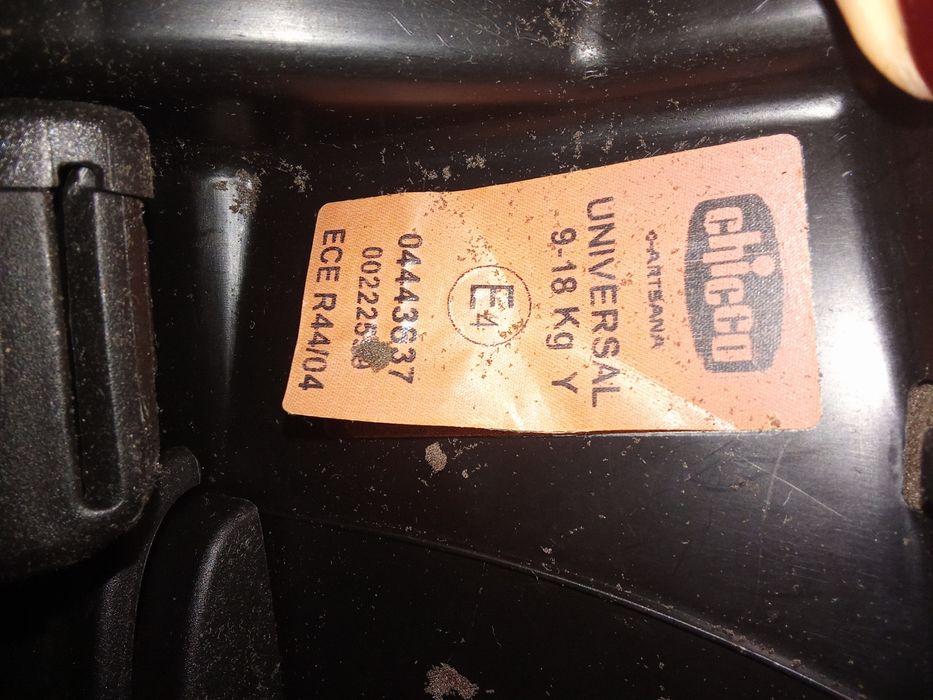 chicco
ARTSANA
UNIVERSAL
9-18 Kg Y
E4
04443637
ECE R44/04